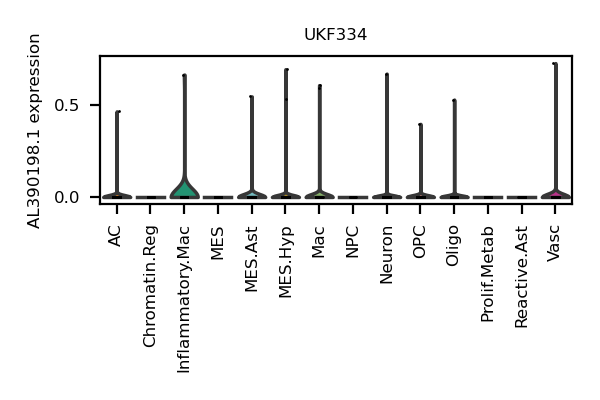 UKF334
AL390198.1 expression
0.5
0.0
AC
Chromatin.Reg
Inflammatory.Mac
MES
MES.Ast
MES.Hyp
Mac
NPC
Neuron
OPC
Oligo
Prolif.Metab
Reactive.Ast
Vasc